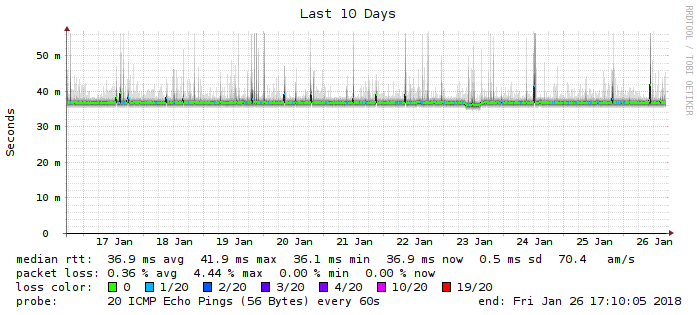 Last 10 Days
RRDTOOL / TOBI OETIKER
Seconds
50 m
40 m
30 m
20 m
10 m
0
17 Jan 18 Jan 19 Jan 20 Jan 21 Jan 22 Jan 23 Jan 24 Jan 25 Jan 26 Jan
median rtt: 36.9 ms avg 41.9 ms max 36.1 ms min 36.9 ms now 0.5 ms sd 70.4 am/s
packet loss: 0.36 % avg 4.44 % max 0.00 % min 0.00 % now
loss color: 0 1/20 2/20 3/20 4/20 10/20 19/20
probe: 20 ICMP Echo Pings (56 Bytes) every 60s end: Fri Jan 26 17:10:05 2018